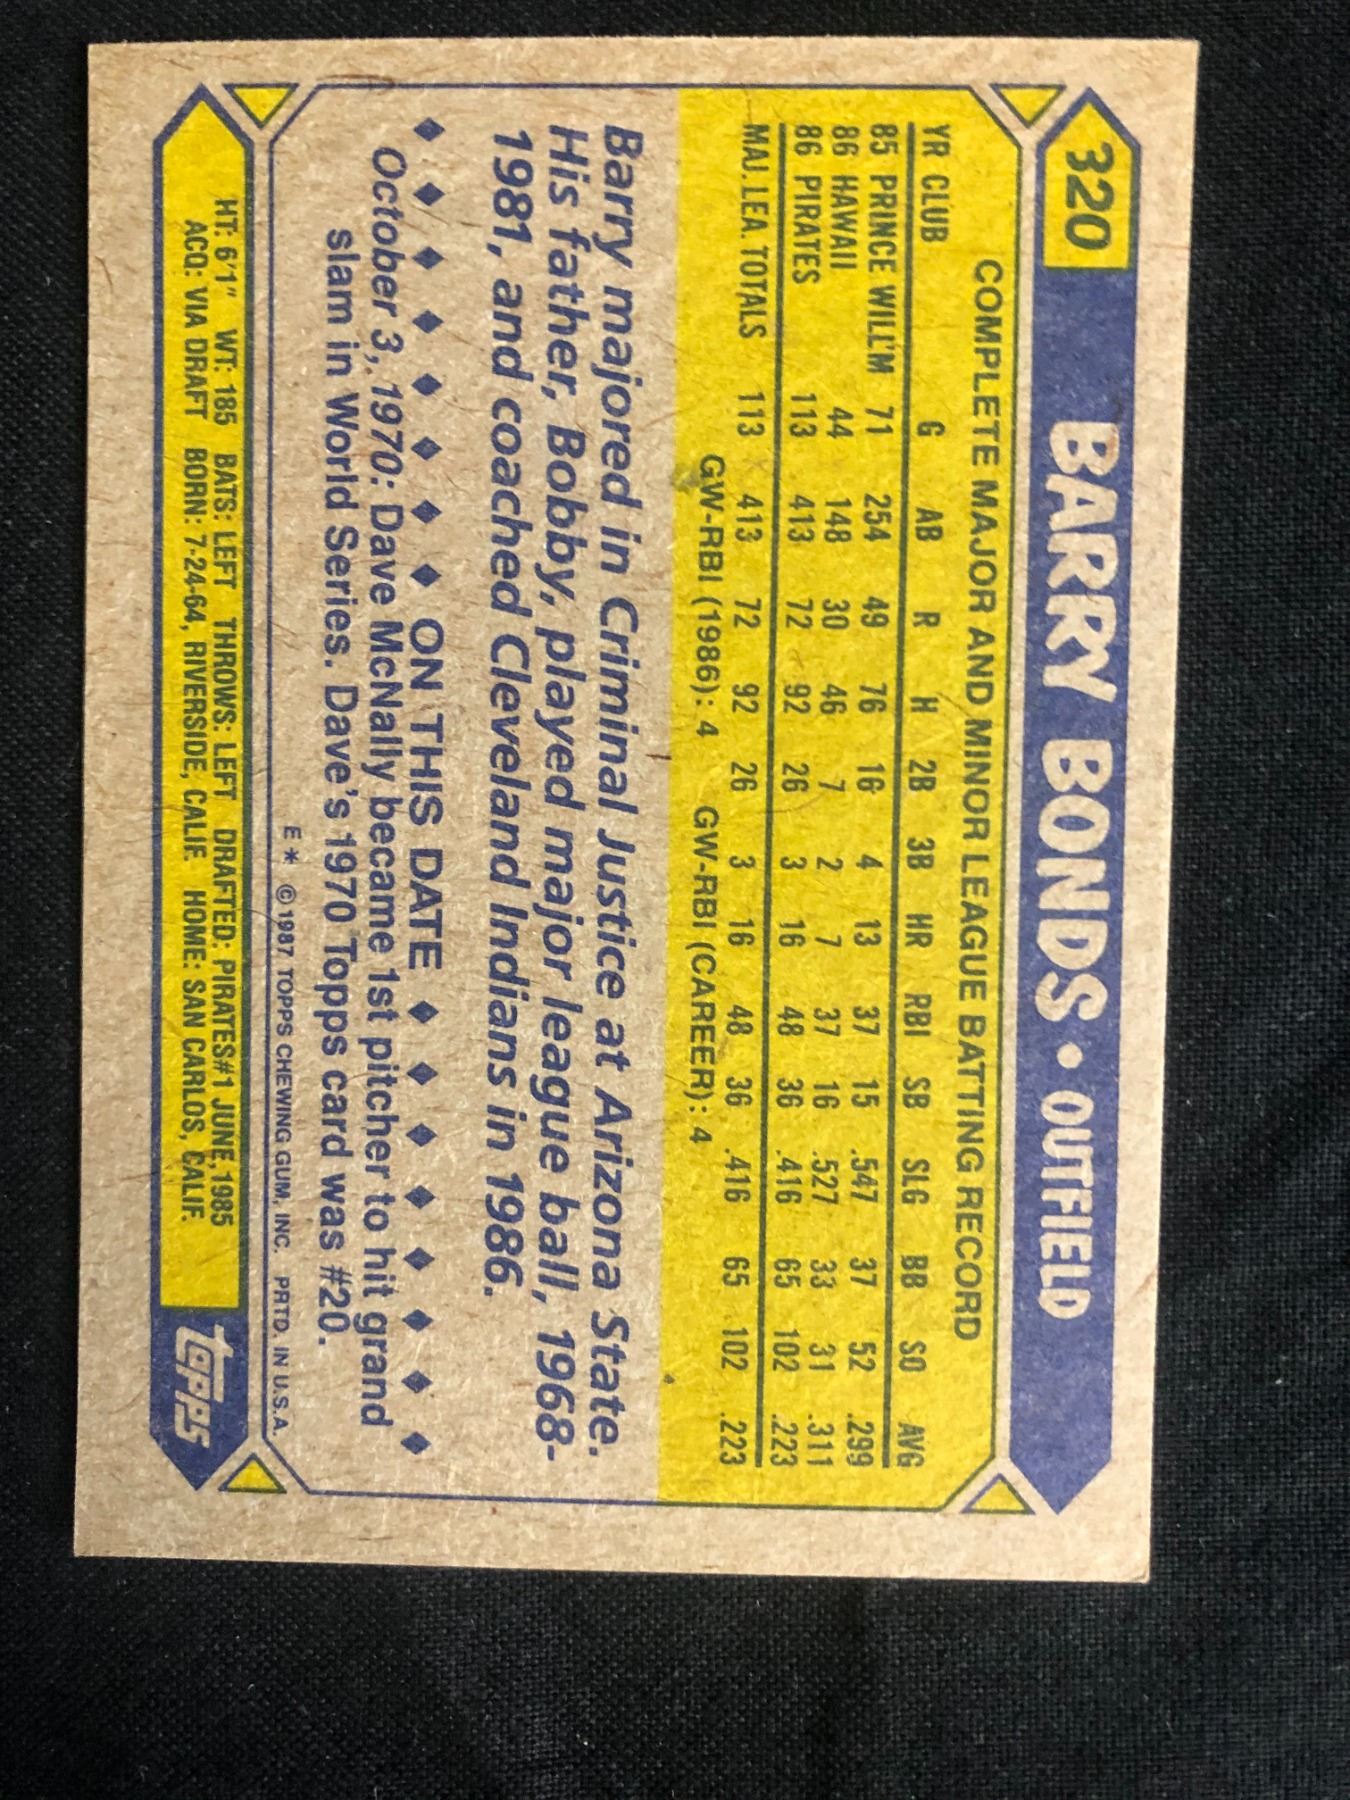 320 BARRY BONDS • OUTFIELD
COMPLETE MAJOR AND MINOR LEAGUE BATTING RECORD
YR CLUB G AB R H 2B 3B HR RBI SB SLG BB SO AVG
85 PRINCE WILL'M 71 254 49 76 16 4 13 37 15 .547 37 52 .299
86 HAWAII 44 148 30 46 7 2 7 37 16 .527 33 31 .311
86 PIRATES 113 413 72 92 26 3 16 48 36 .416 65 102 .223
MAJ. LEA. TOTALS 113 413 72 92 26 3 16 48 36 .416 65 102 .223
GW-RBI (1986): 4 GW-RBI (CAREER): 4
Barry majored in Criminal Justice at Arizona State.
His father, Bobby, played major league ball, 1968-
1981, and coached Cleveland Indians in 1986.
ON THIS DATE
October 3, 1970: Dave McNally became 1st pitcher to hit grand
slam in World Series. Dave's 1970 Topps card was #20.
E* ©1987 TOPPS CHEWING GUM, INC. PRTD. IN U.S.A.
HT: 6'1" WT: 185 BATS: LEFT THROWS: LEFT DRAFTED: PIRATES#1 JUNE, 1985
ACQ: VIA DRAFT BORN: 7-24-64, RIVERSIDE, CALIF. HOME: SAN CARLOS, CALIF.
topps